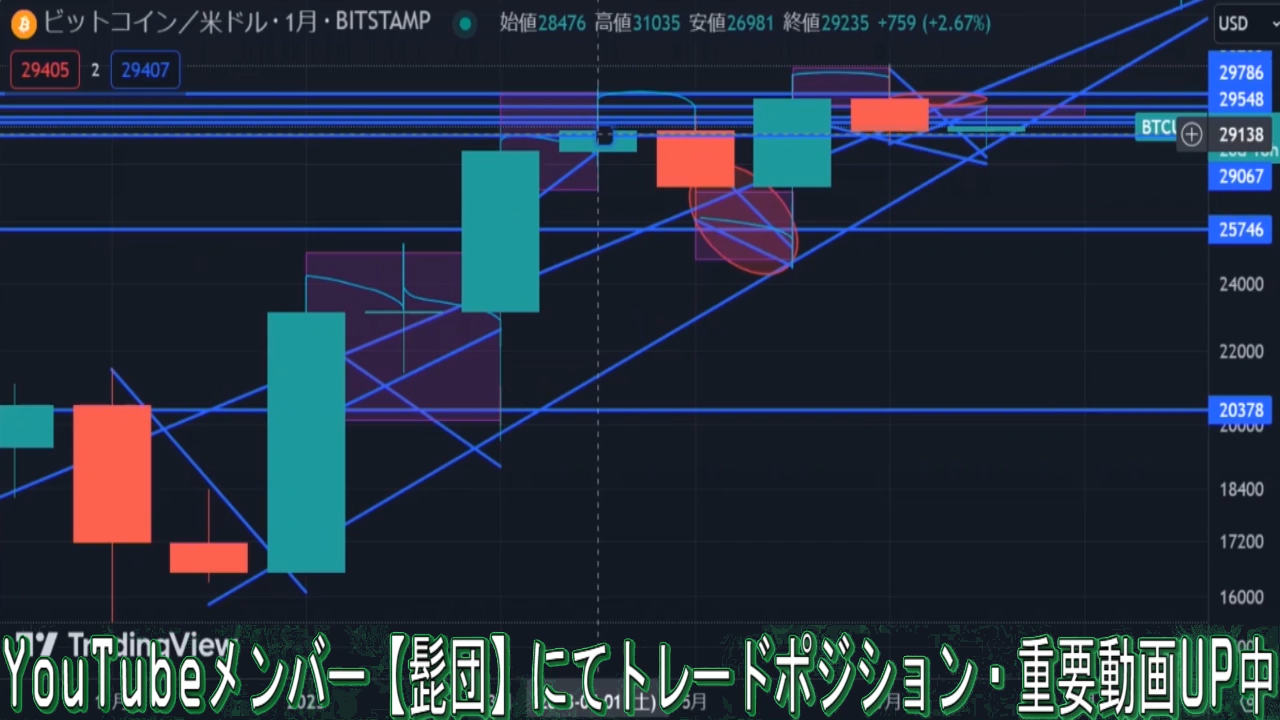 ビットコイン／米ドル・1月・BITSTAMP
始値28476 高値31035 安値26981 終値29235 +759 (+2.67%)
USD
29405 2 29407
29786
29548
BTCU
29138
29067
25746
24000
22000
20378
20000
18400
17200
16000
TradingView
YouTubeメンバー【髭団】にてトレードポジション・重要動画UP中